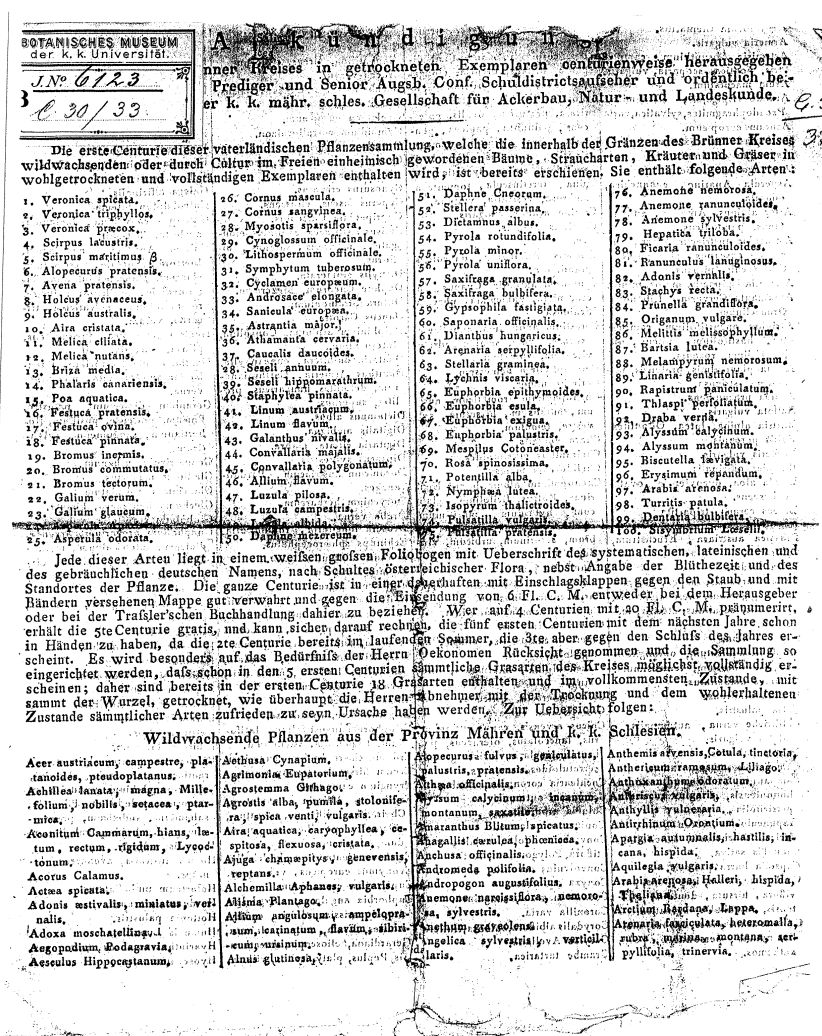 BOTANISCHES MUSEUM
der k. k. Universität.
J. No 6123
C 30/33
Ankündigung
nner Kreises in getrockneten Exemplaren centurienweise herausgegeben
Prediger und Senior Augsb. Conf. Schuldistrictsaufseher und ordentlich bei-
er k. k. mähr. schles. Gesellschaft für Ackerbau, Natur- und Landeskunde.
Die erste Centurie dieser vaterländischen Pflanzensammlung, welche die innerhalb der Gränzen des Brünner Kreises
wildwachsenden oder durch Cultur im Freien einheimisch gewordenen Bäume, Straucharten, Kräuter und Gräser in
wohlgetrockneten und vollständigen Exemplaren enthalten wird, ist bereits erschienen. Sie enthält folgende Arten:
1. Veronica spicata.
2. Veronica triphyllos.
3. Veronica præcox.
4. Scirpus lacustris.
5. Scirpus maritimus β
6. Alopecurus pratensis.
7. Avena pratensis.
8. Holcus avenaceus.
9. Holcus australis.
10. Aira cristata.
11. Melica ciliata.
12. Melica nutans.
13. Briza media.
14. Phalaris canariensis.
15. Poa aquatica.
16. Festuca pratensis.
17. Festuca ovina.
18. Festuca pinnata.
19. Bromus inermis.
20. Bromus commutatus.
21. Bromus tectorum.
22. Galium verum.
23. Galium glaucum.
25. Asperula odorata.
26. Cornus mascula.
27. Cornus sangvinea.
28. Myosotis sparsiflora.
29. Cynoglossum officinale.
30. Lithospermum officinale.
31. Symphytum tuberosum.
32. Cyclamen europæum.
33. Androsace elongata.
34. Sanicula europæa.
35. Astrantia major.
36. Athamanta cervaria.
37. Caucalis daucoides.
38. Seseli annuum.
39. Seseli hippomarathrum.
40. Staphylea pinnata.
41. Linum austriacum.
42. Linum flavum.
43. Galanthus nivalis.
44. Convallaria majalis.
45. Convallaria polygonatum.
46. Allium flavum.
47. Luzula pilosa.
48. Luzula campestris.
albida.
50. Daphne mezereum.
51. Daphne Cneorum.
52. Stellera passerina.
53. Dictamnus albus.
54. Pyrola rotundifolia.
55. Pyrola minor.
56. Pyrola uniflora.
57. Saxifraga granulata.
58. Saxifraga bulbifera.
59. Gypsophila fastigiata.
60. Saponaria officinalis.
61. Dianthus hungaricus.
62. Arenaria serpyllifolia.
63. Stellaria graminea.
64. Lychnis viscaria.
65. Euphorbia epithymoides.
66. Euphorbia esula.
67. Euphorbia exigua.
68. Euphorbia palustris.
69. Mespilus Cotoneaster.
70. Rosa spinosissima.
71. Potentilla alba.
72. Nymphæa lutea.
73. Isopyrum thalictroides.
74. Pulsatilla vulgaris.
75. Pulsatilla pratensis.
76. Anemone nemorosa.
77. Anemone ranunculoides.
78. Anemone sylvestris.
79. Hepatica triloba.
80. Ficaria ranunculoides.
81. Ranunculus lanuginosus.
82. Adonis vernalis.
83. Stachys recta.
84. Prunella grandiflora.
85. Origanum vulgare.
86. Melittis melissophyllum.
87. Bartsia lutea.
88. Melampyrum nemorosum.
89. Linaria genistifolia.
90. Rapistrum paniculatum.
91. Thlaspi perfoliatum.
92. Draba verna.
93. Alyssum calycinum.
94. Alyssum montanum.
95. Biscutella lævigata.
96. Erysimum repandum.
97. Arabis arenosa.
98. Turritis patula.
99. Dentaria bulbifera.
100. Sisymbrium Lœselii.
Jede dieser Arten liegt in einem weifsen grofsen Foliobogen mit Ueberschrift des systematischen, lateinischen und
des gebräuchlichen deutschen Namens, nach Schultes österreichischer Flora, nebst Angabe der Blüthezeit und des
Standortes der Pflanze. Die ganze Centurie ist in einer dauerhaften mit Einschlagsklappen gegen den Staub und mit
Bändern versehenen Mappe gut verwahrt und gegen die Einsendung von 6 Fl. C. M. entweder bei dem Herausgeber
oder bei der Trafsler'schen Buchhandlung dahier zu beziehen. Wer auf 4 Centurien mit 20 Fl. C. M. pränumerirt,
erhält die 5te Centurie gratis, und kann sicher darauf rechnen, die fünf ersten Centurien mit dem nächsten Jahre schon
in Händen zu haben, da die 2te Centurie bereits im laufenden Sommer, die 3te aber gegen den Schlufs des Jahres er-
scheint. Es wird besonders auf das Bedürfnifs der Herrn Oekonomen Rücksicht genommen und die Sammlung so
eingerichtet werden, dafs schon in den 5 ersten Centurien sämmtliche Grasarten des Kreises möglichst vollständig er-
scheinen; daher sind bereits in der ersten Centurie 18 Grasarten enthalten und im vollkommensten Zustande, mit
sammt der Wurzel, getrocknet, wie überhaupt die Herren Abnehmer mit der Trocknung und dem wohlerhaltenen
Zustande sämmtlicher Arten zufrieden zu seyn Ursache haben werden. Zur Uebersicht folgen:
Wildwachsende Pflanzen aus der Provinz Mähren und k. k. Schlesien.
Acer austriacum, campestre, pla-
tanoides, pseudoplatanus.
Achillea lanata, magna, Mille-
folium, nobilis, setacea, ptar-
mica.
Aconitum Cammarum, hians, læ-
tum, rectum, rigidum, Lycoc-
tonum.
Acorus Calamus.
Actæa spicata.
Adonis æstivalis, miniatus, ver-
nalis.
Adoxa moschatellina.
Aegopodium Podagravia.
Aesculus Hippocastanum.
Aethusa Cynapium.
Agrimonia Eupatorium.
Agrostemma Githago.
Agrostis alba, pumila, stolonife-
ra, spica venti, vulgaris.
Aira aquatica, caryophyllea, ce-
spitosa, flexuosa, cristata.
Ajuga chamæpitys, genevensis,
reptans.
Alchemilla Aphanes, vulgaris.
Alisma Plantago.
Allium angulosum, ampelopra-
sum, carinatum, flavum, sibiri-
cum, ursinum.
Alnus glutinosa,
Alopecurus fulvus, geniculatus,
palustris, pratensis.
Althæa officinalis.
Alyssum calycinum, incanum,
montanum, saxatile.
Amaranthus Blitum, spicatus.
Anagallis cærulea, phœnicea.
Anchusa officinalis.
Andromeda polifolia.
Andropogon augustifolius.
Anemone narcissiflora, nemoro-
sa, sylvestris.
Anethum graveolens.
Angelica sylvestris, verticil-
laris.
Anthemis arvensis, Cotula, tinctoria.
Anthericum ramosum, Liliago.
Anthoxanthum odoratum.
Anthriscus vulgaris.
Anthyllis vulneraria.
Antirrhinum Orontium.
Apargia autumnalis, hastilis, in-
cana, hispida.
Aquilegia vulgaris.
Arabis arenosa, Halleri, hispida,
Thaliana.
Arctium Bardana, Lappa.
Arenaria fasciculata, heteromalla,
rubra, marina, montana, ser-
pyllifolia, trinervia.